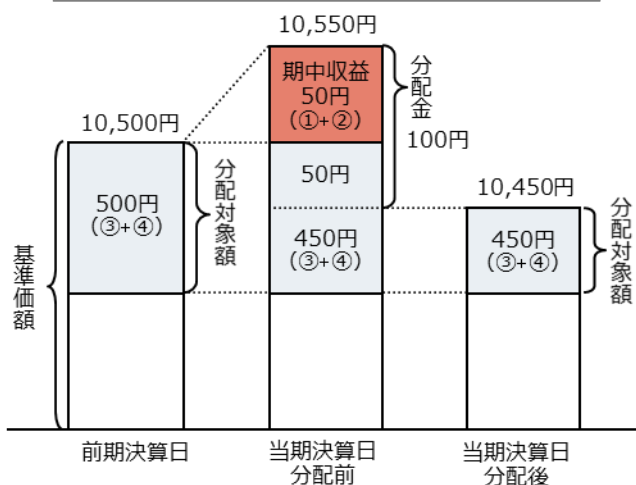 10,550円
期中収益
50円
(①+②)
分配金
100円
10,500円
500円
(③+④)
分配対象額
50円
450円
(③+④)
10,450円
450円
(③+④)
分配対象額
基準価額
前期決算日
当期決算日
分配前
当期決算日
分配後